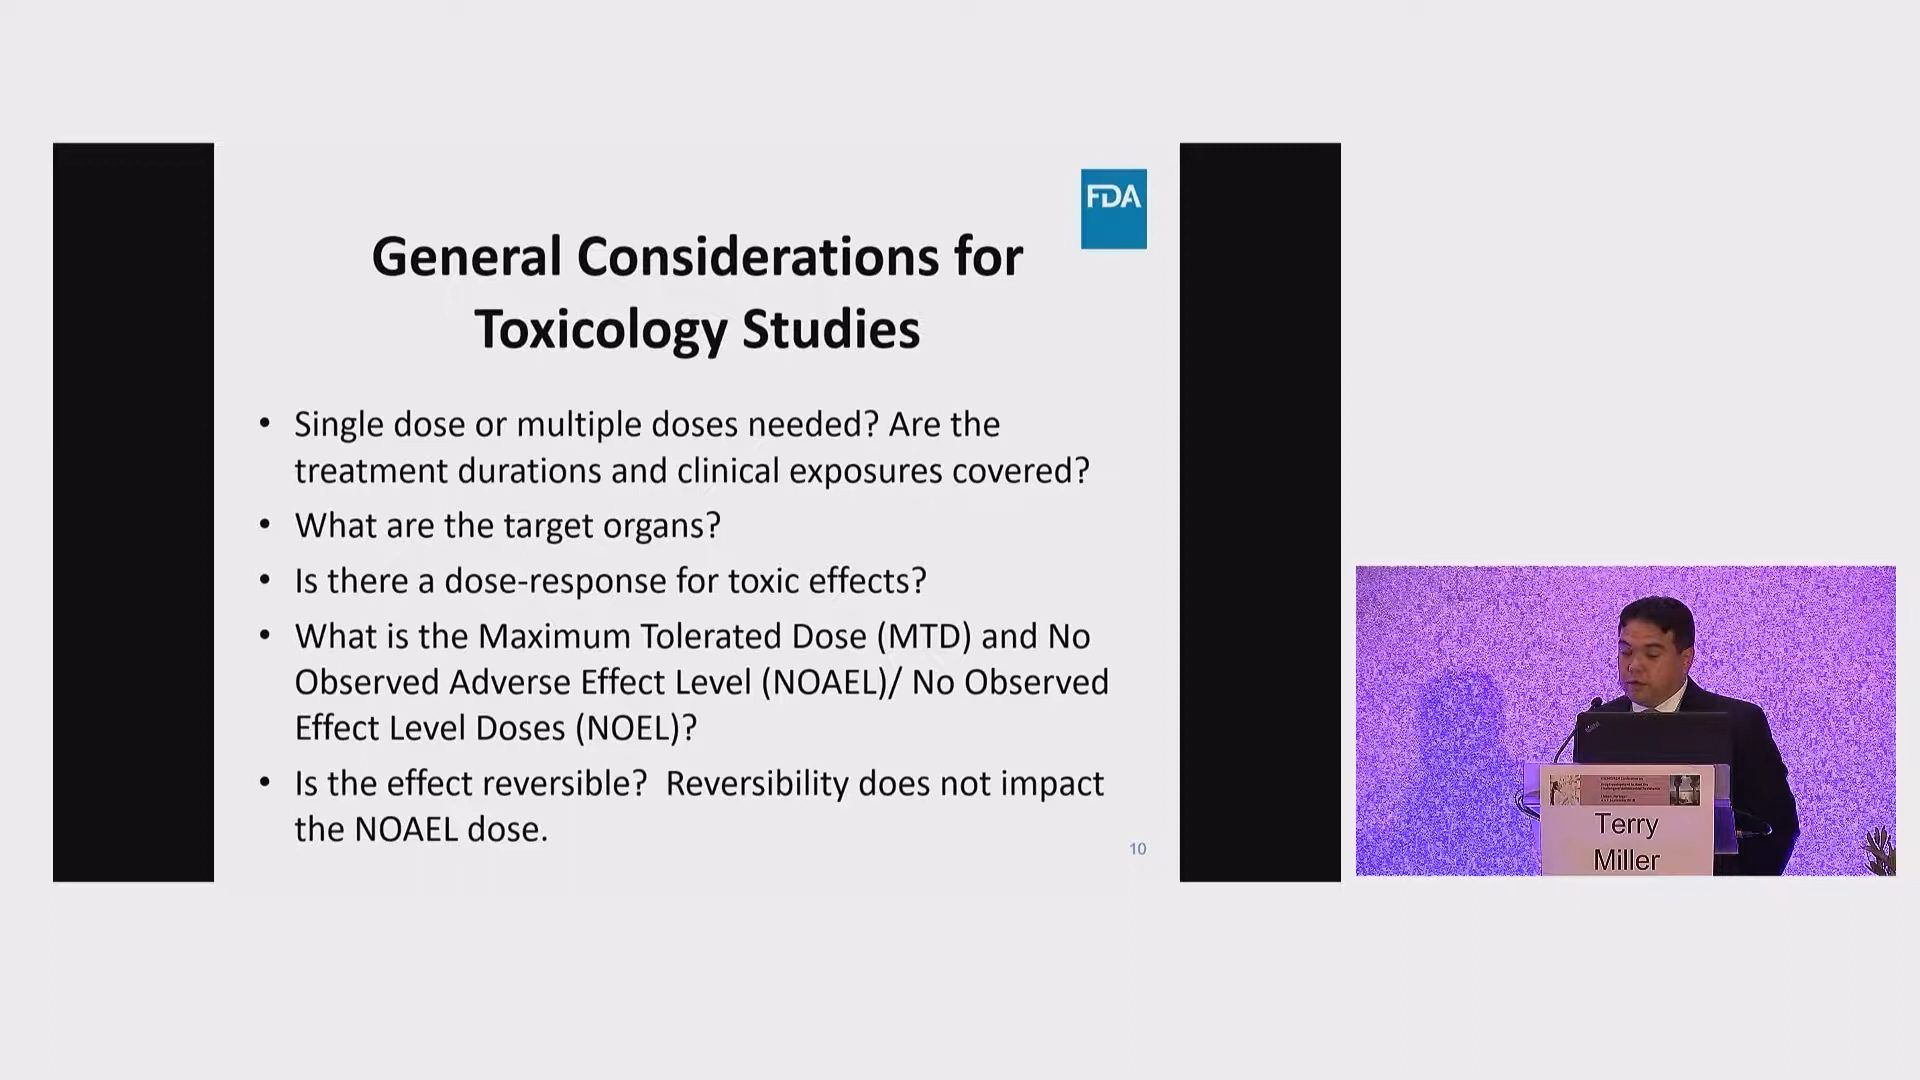 FDA
General Considerations for
Toxicology Studies
• Single dose or multiple doses needed? Are the
treatment durations and clinical exposures covered?
• What are the target organs?
• Is there a dose-response for toxic effects?
• What is the Maximum Tolerated Dose (MTD) and No
Observed Adverse Effect Level (NOAEL)/ No Observed
Effect Level Doses (NOEL)?
• Is the effect reversible?  Reversibility does not impact
the NOAEL dose.
10
Terry
Miller